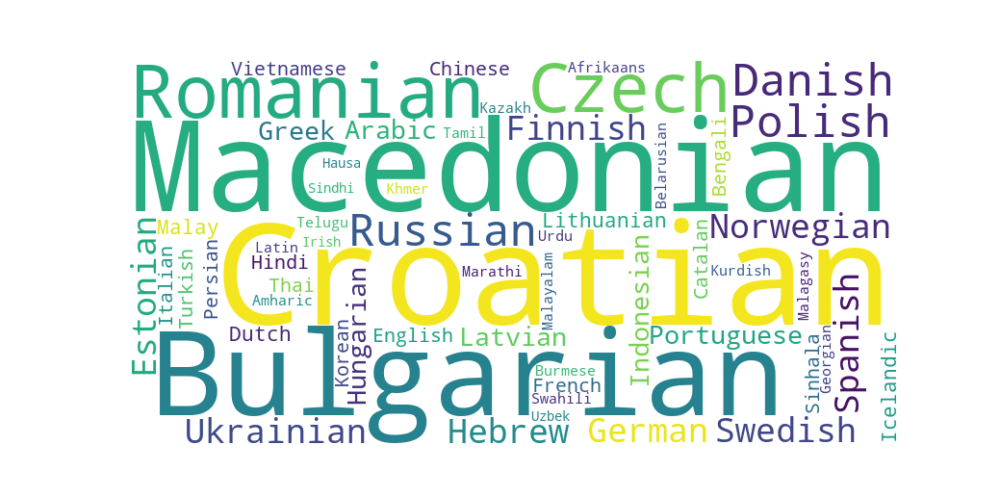 Vietnamese Chinese Afrikaans
Romanian Czech Danish
Kazakh
Polish
Greek Arabic Tamil Finnish
Macedonian
Belarusian
Bengali
Hausa
Sindhi Khmer
Malay Telugu Russian Lithuanian Norwegian
Croatian
Estonian
Italian
Turkish
Persian
Latin Irish Urdu
Hindi Marathi Kurdish
Thai
Amharic
Malayalam
Indonesian
Catalan
Malagasy
Dutch English Latvian Portuguese
Bulgarian
Korean
Hungarian
Burmese
French
Swahili
Uzbek
Sinhala
Georgian
Spanish
Icelandic
Ukrainian Hebrew German Swedish